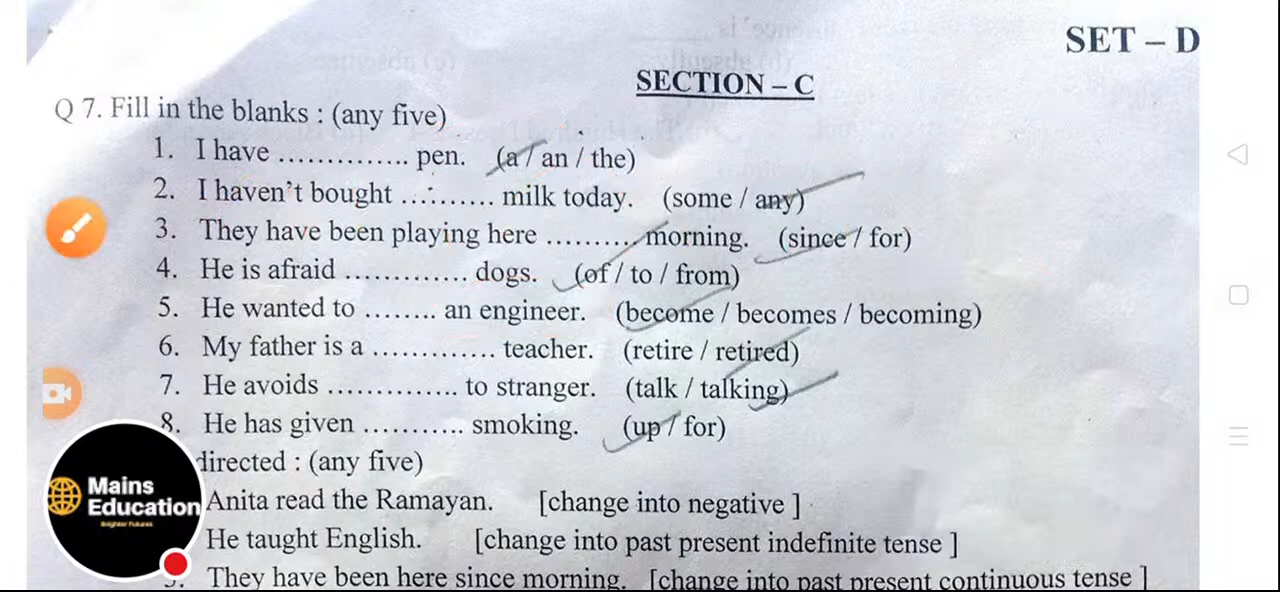 SET – D
SECTION – C
Q 7. Fill in the blanks : (any five)
1. I have .............. pen. (a / an / the)
2. I haven't bought .......... milk today. (some / any)
3. They have been playing here .......... morning. (since / for)
4. He is afraid ............. dogs. (of / to / from)
5. He wanted to ........ an engineer. (become / becomes / becoming)
6. My father is a ............. teacher. (retire / retired)
7. He avoids .............. to stranger. (talk / talking)
8. He has given ........... smoking. (up / for)
directed : (any five)
Anita read the Ramayan. [change into negative ]
He taught English. [change into past present indefinite tense ]
They have been here since morning. [change into past present continuous tense ]
Mains
Education
Brighter Futures